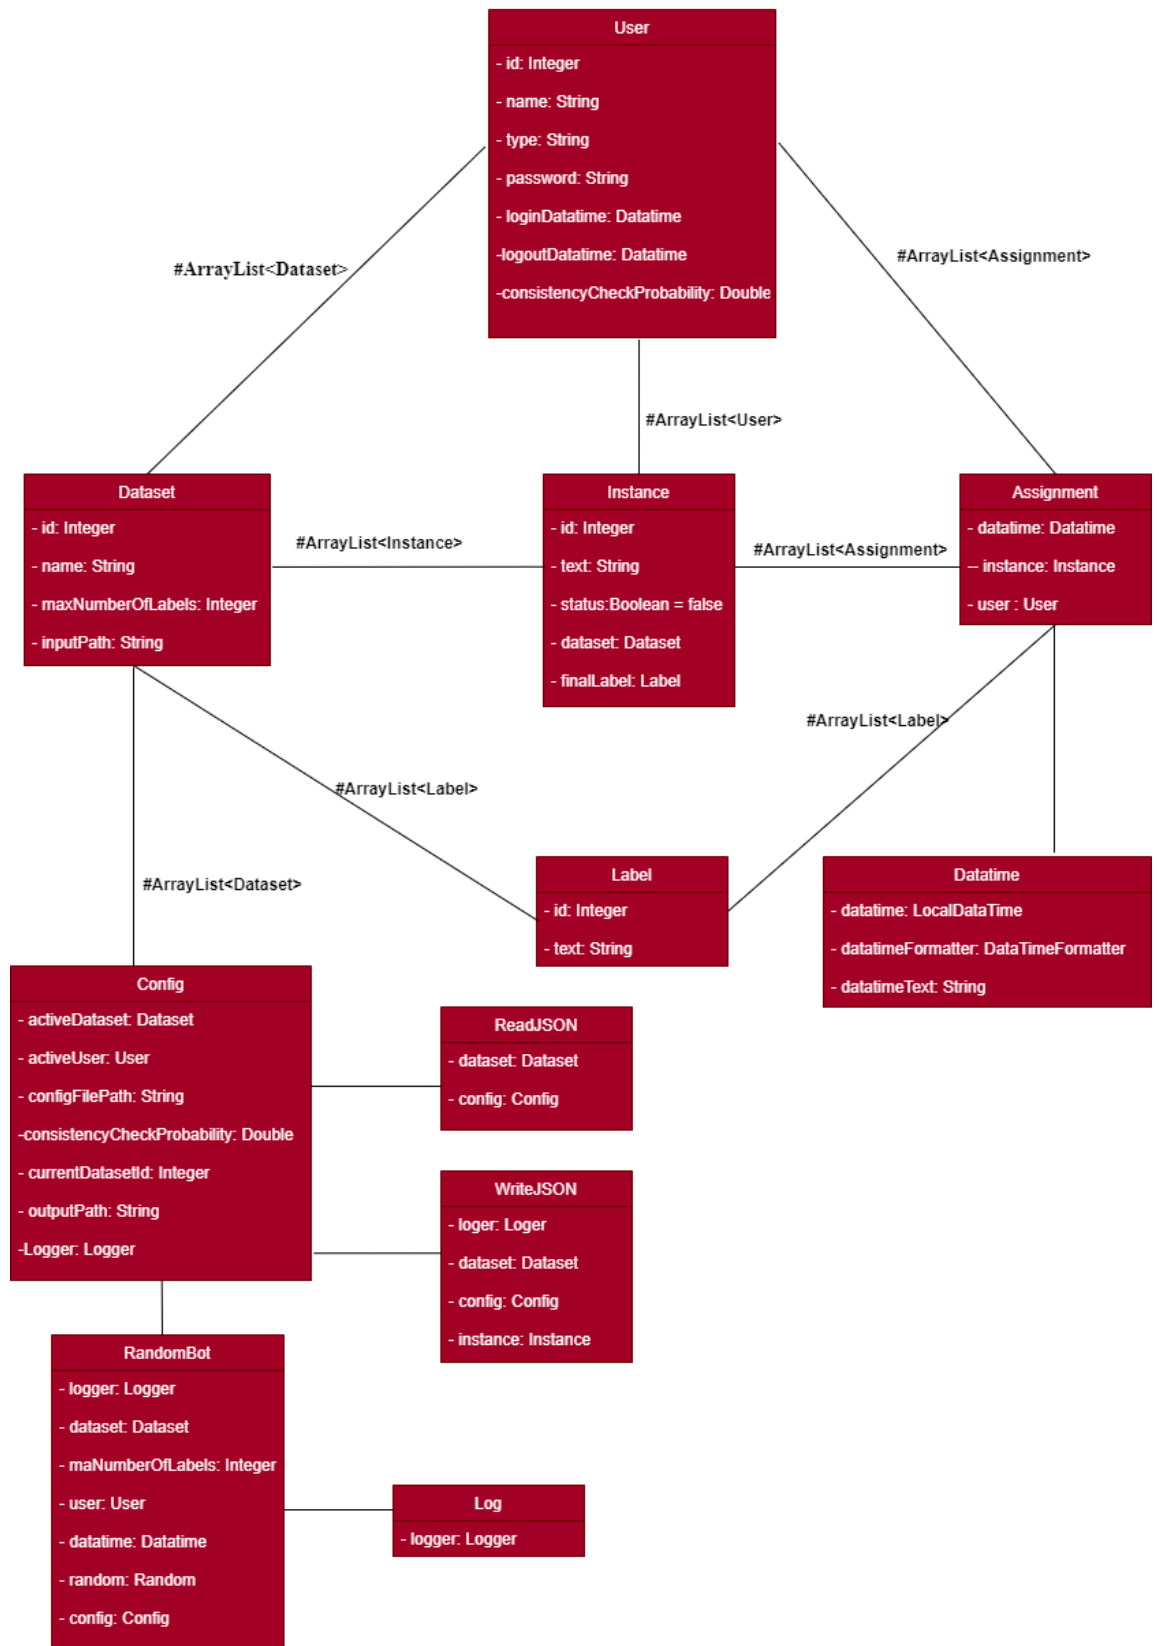 User
- id: Integer
- name: String
- type: String
- password: String
- loginDatatime: Datatime
-logoutDatatime: Datatime
-consistencyCheckProbability: Double
#ArrayList<Dataset>
#ArrayList<Assignment>
#ArrayList<User>
Dataset
- id: Integer
- name: String
- maxNumberOfLabels: Integer
- inputPath: String
#ArrayList<Instance>
Instance
- id: Integer
- text: String
- status:Boolean = false
- dataset: Dataset
- finalLabel: Label
#ArrayList<Assignment>
Assignment
- datatime: Datatime
-- instance: Instance
- user : User
#ArrayList<Label>
#ArrayList<Label>
#ArrayList<Dataset>
Label
- id: Integer
- text: String
Datatime
- datatime: LocalDataTime
- datatimeFormatter: DataTimeFormatter
- datatimeText: String
Config
- activeDataset: Dataset
- activeUser: User
- configFilePath: String
-consistencyCheckProbability: Double
- currentDatasetId: Integer
- outputPath: String
-Logger: Logger
ReadJSON
- dataset: Dataset
- config: Config
WriteJSON
- loger: Loger
- dataset: Dataset
- config: Config
- instance: Instance
RandomBot
- logger: Logger
- dataset: Dataset
- maNumberOfLabels: Integer
- user: User
- datatime: Datatime
- random: Random
- config: Config
Log
- logger: Logger